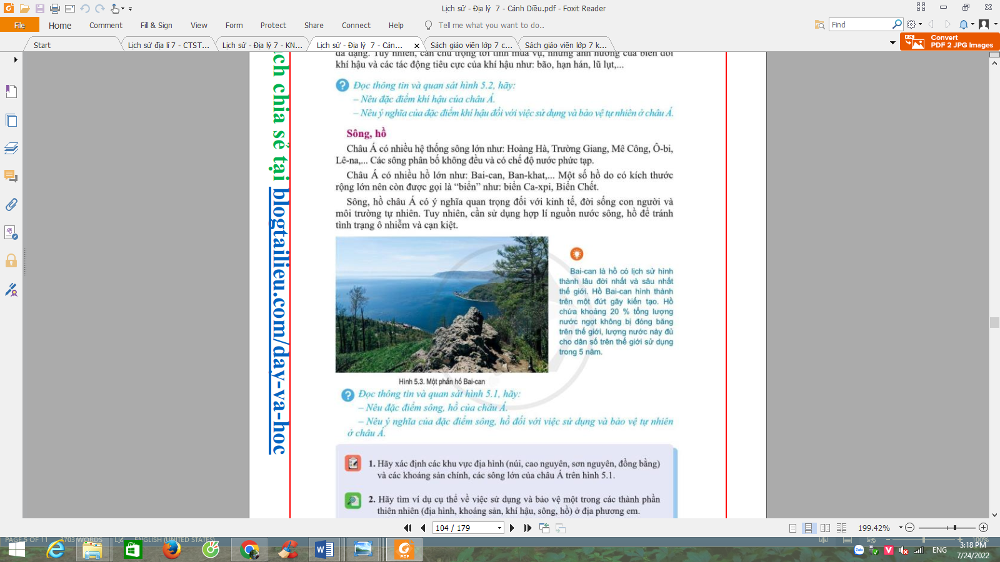 Lịch sử - Địa lý 7 - Cánh Diều.pdf - Foxit Reader
File Home Comment Fill & Sign View Form Protect Share Connect Help Tell me what you want to do.. Find
Start Lịch sử địa lí 7 - CTST... Lịch sử - Địa lý 7 - KN... Lịch sử - Địa lý 7 - Cán... Sách giáo viên lớp 7 c... Sách giáo viên lớp 7 k...
Convert
PDF 2 JPG Images
ch chia sẻ tại blogtailieu.com/day-va-hoc
đa dạng. Tuy nhiên, cần chú trọng tới tính mùa vụ, những ảnh hưởng của biến đổi
khí hậu và các tác động tiêu cực của khí hậu như: bão, hạn hán, lũ lụt,...
? Đọc thông tin và quan sát hình 5.2, hãy:
– Nêu đặc điểm khí hậu của châu Á.
– Nêu ý nghĩa của đặc điểm khí hậu đối với việc sử dụng và bảo vệ tự nhiên ở châu Á.
Sông, hồ
Châu Á có nhiều hệ thống sông lớn như: Hoàng Hà, Trường Giang, Mê Công, Ô-bi,
Lê-na,... Các sông phân bố không đều và có chế độ nước phức tạp.
Châu Á có nhiều hồ lớn như: Bai-can, Ban-khat,... Một số hồ do có kích thước
rộng lớn nên còn được gọi là “biển” như: biển Ca-xpi, Biển Chết.
Sông, hồ châu Á có ý nghĩa quan trọng đối với kinh tế, đời sống con người và
môi trường tự nhiên. Tuy nhiên, cần sử dụng hợp lí nguồn nước sông, hồ để tránh
tình trạng ô nhiễm và cạn kiệt.
Bai-can là hồ có lịch sử hình
thành lâu đời nhất và sâu nhất
thế giới. Hồ Bai-can hình thành
trên một đứt gãy kiến tạo. Hồ
chứa khoảng 20 % tổng lượng
nước ngọt không bị đóng băng
trên thế giới, lượng nước này đủ
cho dân số trên thế giới sử dụng
trong 5 năm.
Hình 5.3. Một phần hồ Bai-can
? Đọc thông tin và quan sát hình 5.1, hãy:
– Nêu đặc điểm sông, hồ của châu Á.
– Nêu ý nghĩa của đặc điểm sông, hồ đối với việc sử dụng và bảo vệ tự nhiên
ở châu Á.
1. Hãy xác định các khu vực địa hình (núi, cao nguyên, sơn nguyên, đồng bằng)
và các khoáng sản chính, các sông lớn của châu Á trên hình 5.1.
2. Hãy tìm ví dụ cụ thể về việc sử dụng và bảo vệ một trong các thành phần
thiên nhiên (địa hình, khoáng sản, khí hậu, sông, hồ) ở địa phương em.
104 / 179
199.42%
PAGE 5 OF 11 2703 WORDS ENGLISH (UNITED STATES) 100%
ENG
3:18 PM
7/24/2022